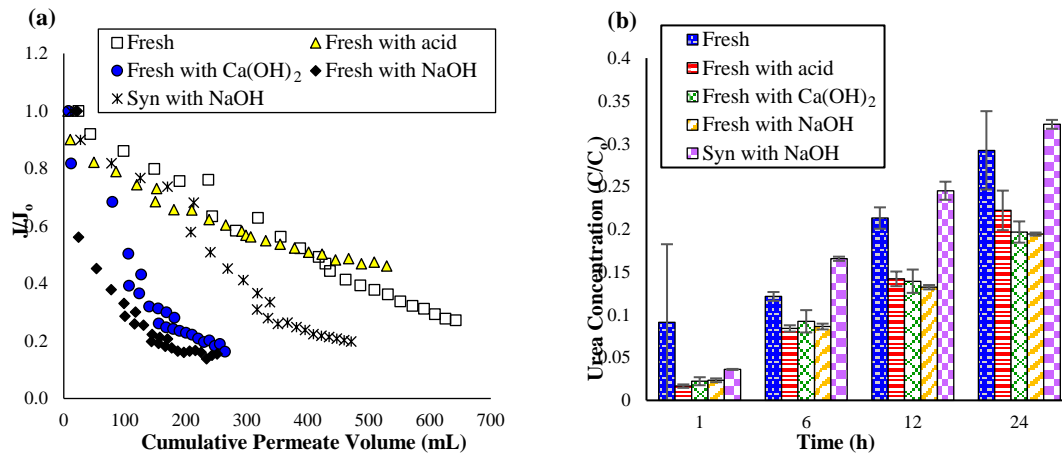 (a)
Fresh
Fresh with acid
Fresh with Ca(OH)2
Fresh with NaOH
Syn with NaOH
J/Jo
1.2
1.0
0.8
0.6
0.4
0.2
0.0
0 100 200 300 400 500 600 700
Cumulative Permeate Volume (mL)
(b)
Fresh
Fresh with acid
Fresh with Ca(OH)2
Fresh with NaOH
Syn with NaOH
Urea Concentration (C/Co)
0.4
0.35
0.3
0.25
0.2
0.15
0.1
0.05
0
1 6 12 24
Time (h)